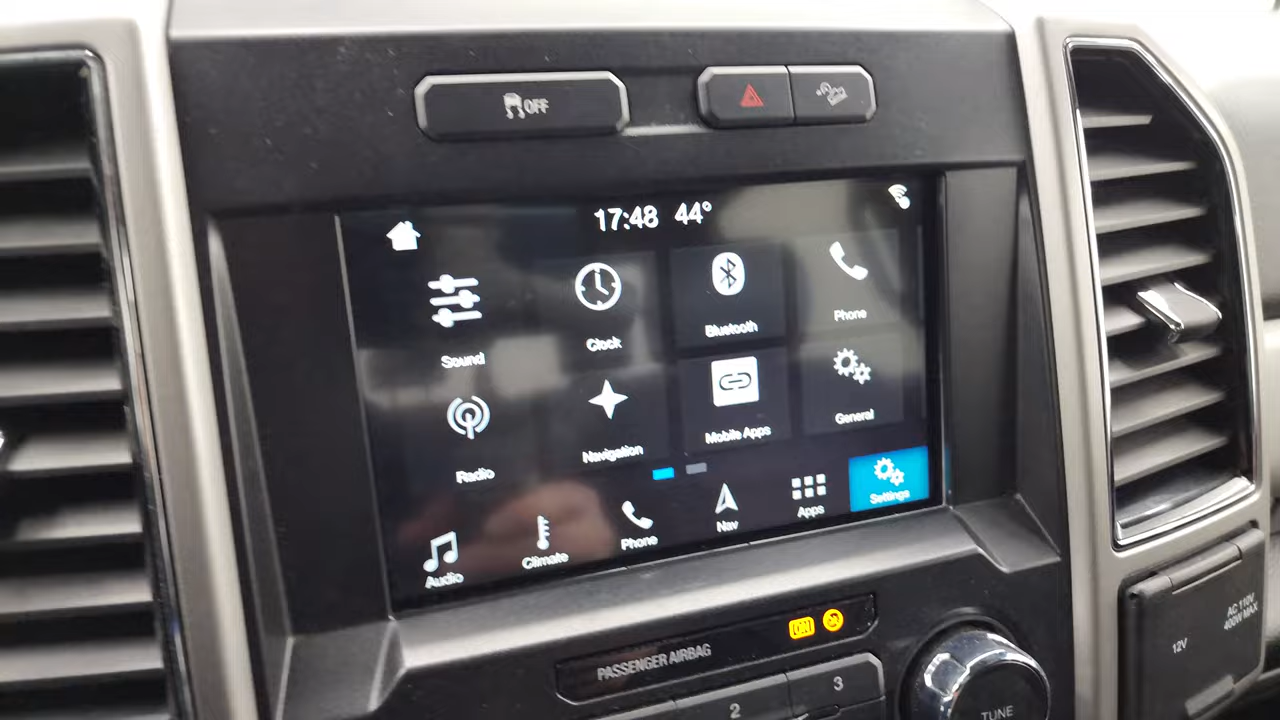 OFF
17:48 44°
Sound
Clock
Bluetooth
Phone
Radio
Navigation
Mobile Apps
General
Audio
Climate
Phone
Nav
Apps
Settings
PASSENGER AIRBAG
ON
2
3
TUNE
12V
AC 110V
400W MAX